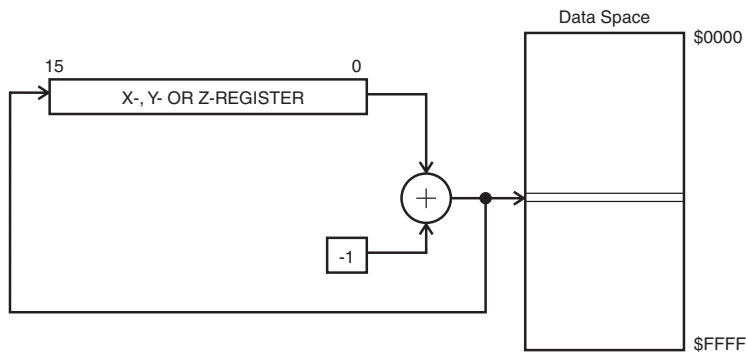 Data Space
$0000
15 0
X-, Y- OR Z-REGISTER
+
-1
$FFFF